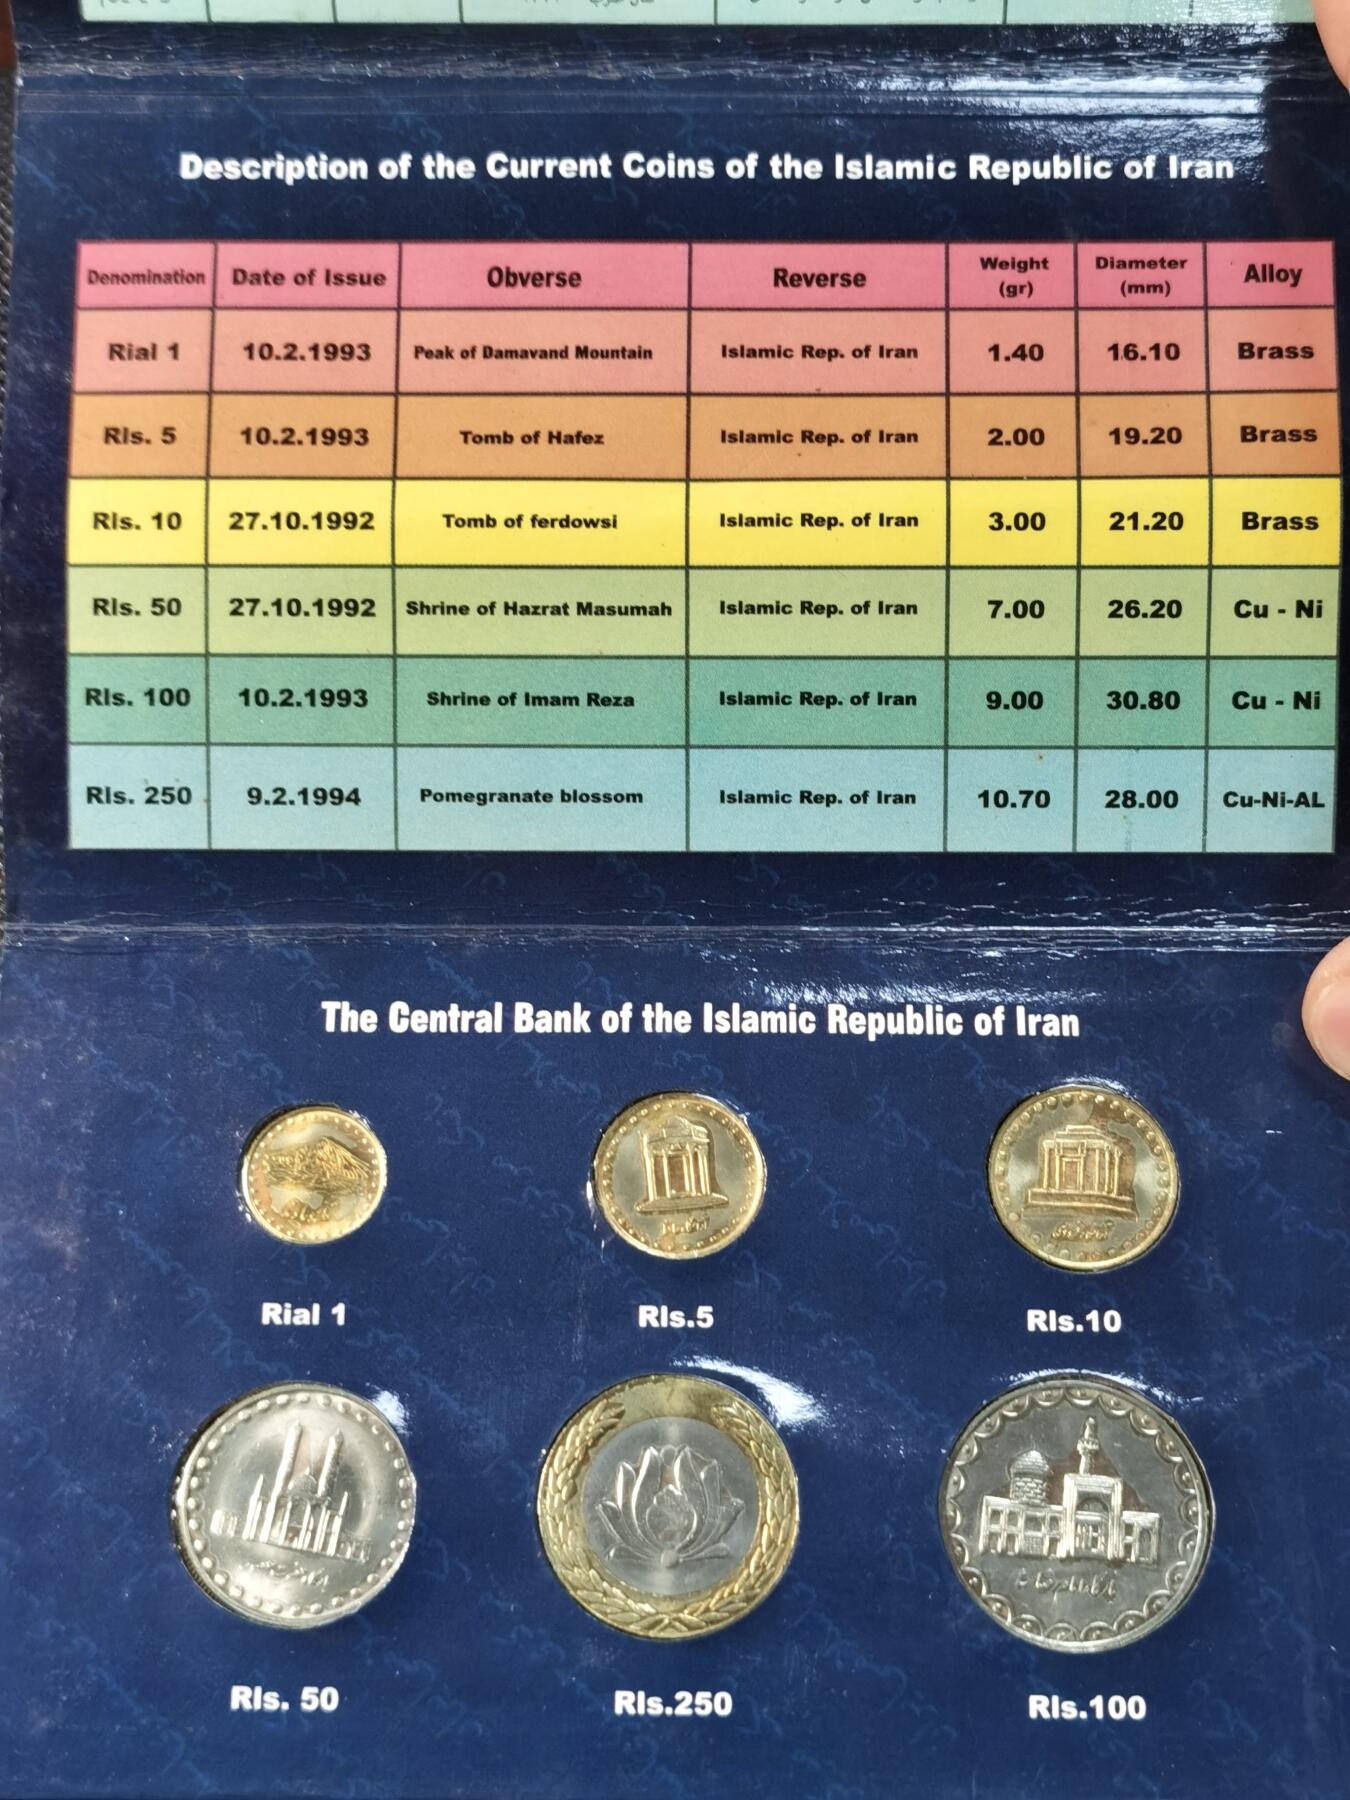 Description of the Current Coins of the Islamic Republic of Iran
Denomination Date of Issue Obverse Reverse Weight (gr) Diameter (mm) Alloy
Rial 1 10.2.1993 Peak of Damavand Mountain Islamic Rep. of Iran 1.40 16.10 Brass
Rls. 5 10.2.1993 Tomb of Hafez Islamic Rep. of Iran 2.00 19.20 Brass
Rls. 10 27.10.1992 Tomb of ferdowsi Islamic Rep. of Iran 3.00 21.20 Brass
Rls. 50 27.10.1992 Shrine of Hazrat Masumah Islamic Rep. of Iran 7.00 26.20 Cu - Ni
Rls. 100 10.2.1993 Shrine of Imam Reza Islamic Rep. of Iran 9.00 30.80 Cu - Ni
Rls. 250 9.2.1994 Pomegranate blossom Islamic Rep. of Iran 10.70 28.00 Cu-Ni-AL
The Central Bank of the Islamic Republic of Iran
Rial 1 Rls.5 Rls.10
Rls. 50 Rls.250 Rls.100